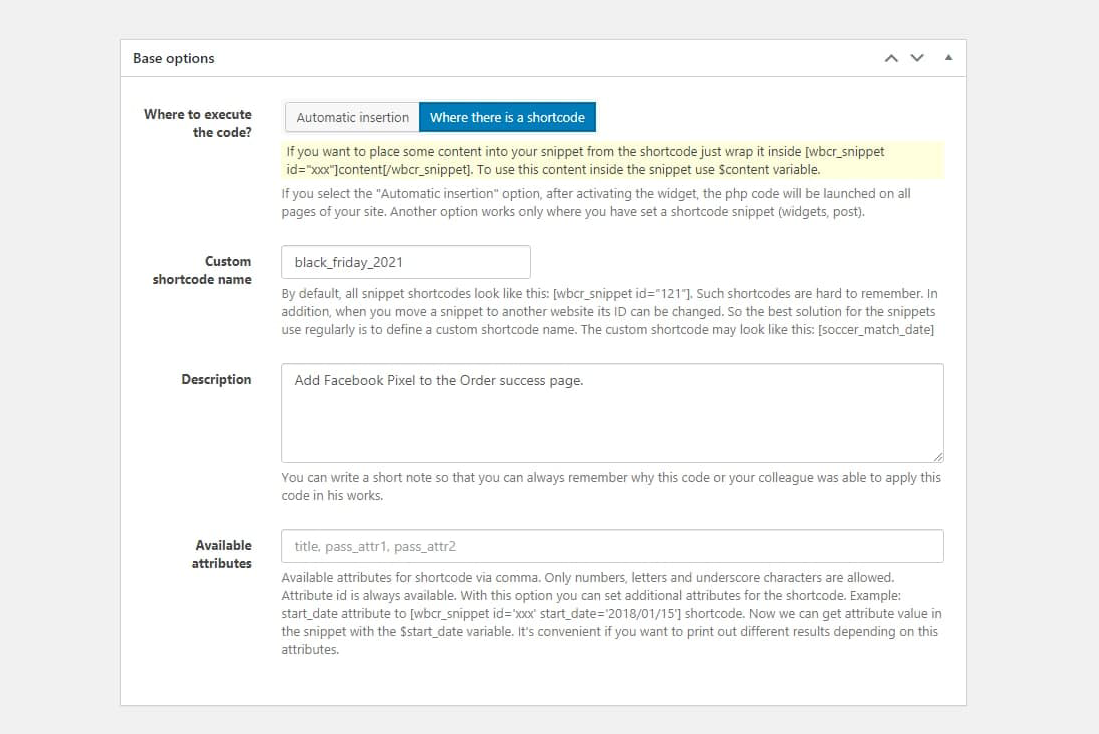 Base options
Where to execute
the code?
Automatic insertion
Where there is a shortcode
If you want to place some content into your snippet from the shortcode just wrap it inside [wbcr_snippet
id="xxx"]content[/wbcr_snippet]. To use this content inside the snippet use $content variable.
If you select the "Automatic insertion" option, after activating the widget, the php code will be launched on all
pages of your site. Another option works only where you have set a shortcode snippet (widgets, post).
Custom
shortcode name
black_friday_2021
By default, all snippet shortcodes look like this: [wbcr_snippet id="121"]. Such shortcodes are hard to remember. In
addition, when you move a snippet to another website its ID can be changed. So the best solution for the snippets
use regularly is to define a custom shortcode name. The custom shortcode may look like this: [soccer_match_date]
Description
Add Facebook Pixel to the Order success page.
You can write a short note so that you can always remember why this code or your colleague was able to apply this
code in his works.
Available
attributes
title, pass_attr1, pass_attr2
Available attributes for shortcode via comma. Only numbers, letters and underscore characters are allowed.
Attribute id is always available. With this option you can set additional attributes for the shortcode. Example:
start_date attribute to [wbcr_snippet id='xxx' start_date='2018/01/15'] shortcode. Now we can get attribute value in
the snippet with the $start_date variable. It's convenient if you want to print out different results depending on this
attributes.